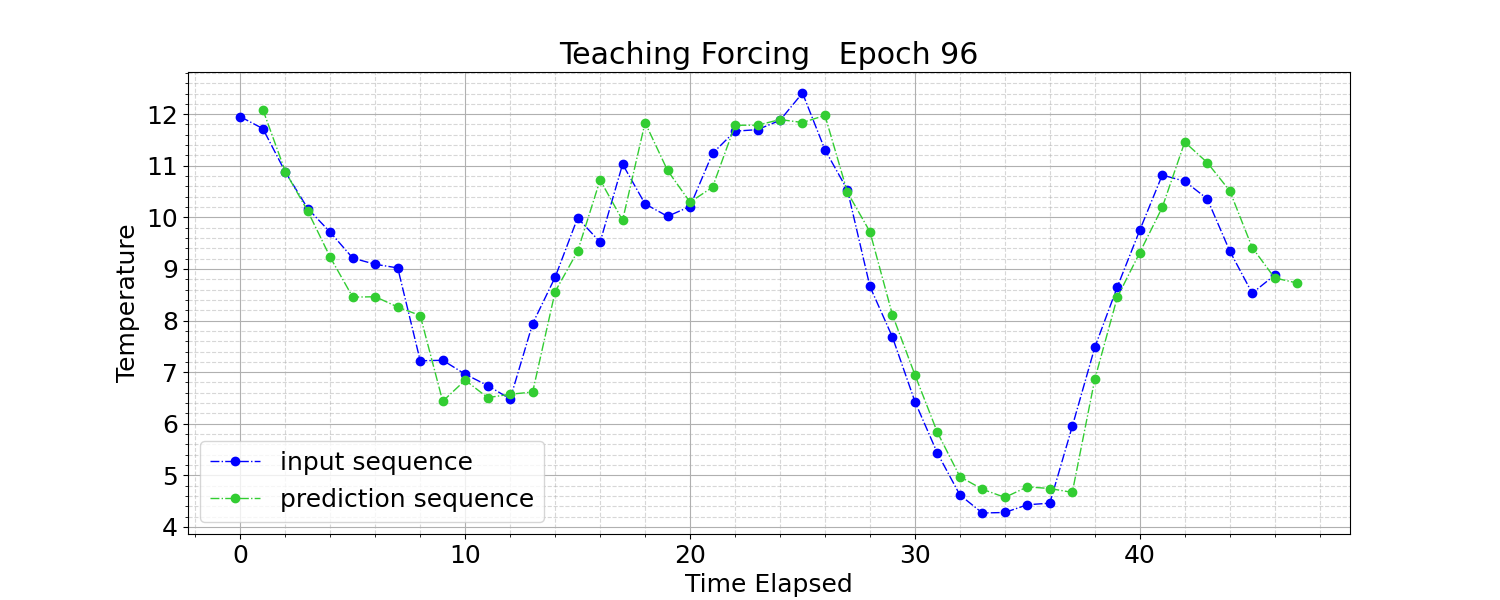 Teaching Forcing   Epoch 96
12
11
10
9
8
7
6
5
4
Temperature
input sequence
prediction sequence
0 10 20 30 40
Time Elapsed